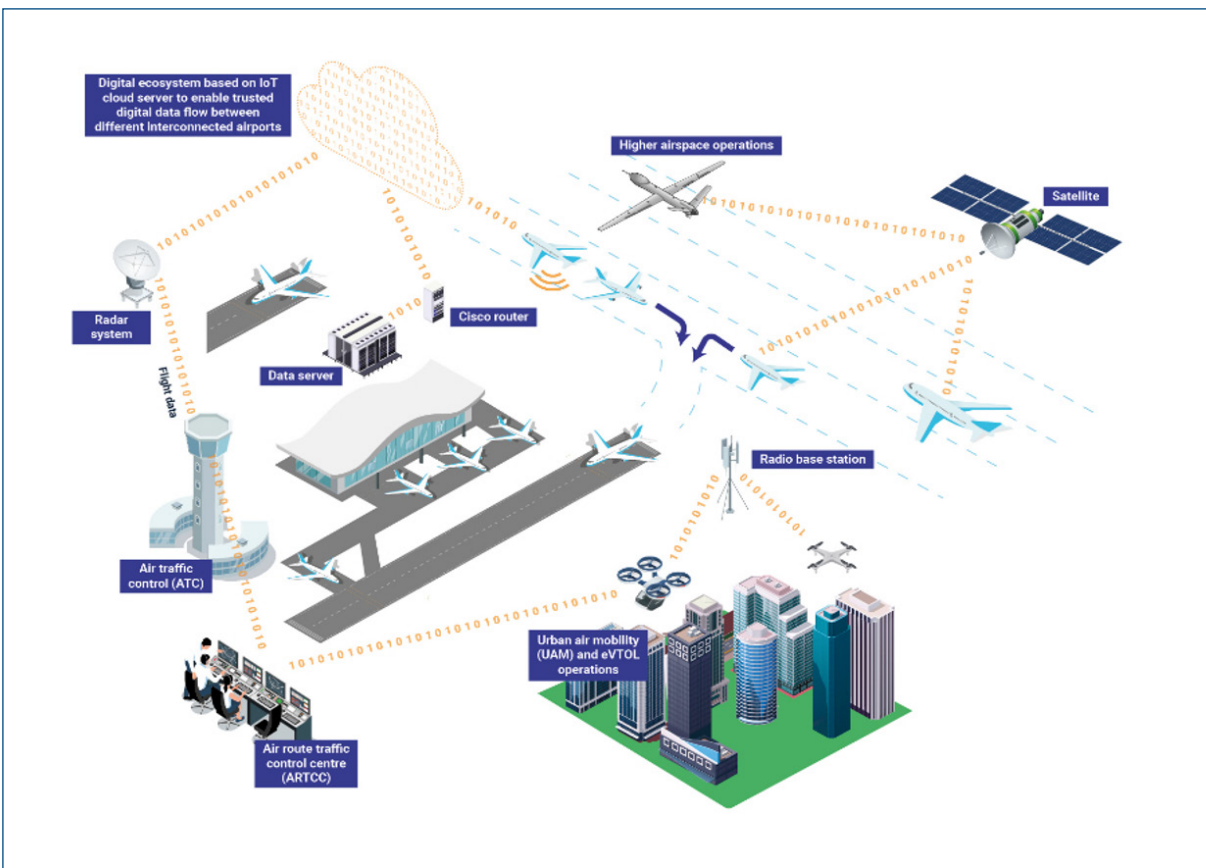 Digital ecosystem based on IoT
cloud server to enable trusted
digital data flow between
different interconnected airports
Higher airspace operations
Satellite
Radar
system
Cisco router
Data server
Flight data
Radio base station
Air traffic
control (ATC)
Urban air mobility
(UAM) and eVTOL
operations
Air route traffic
control centre
(ARTCC)